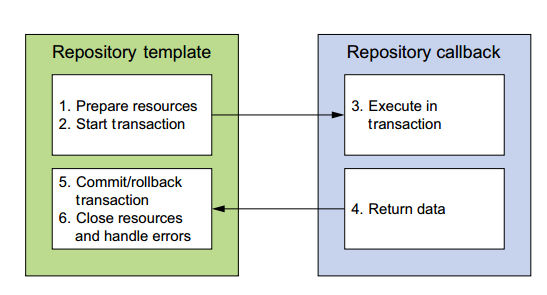 Repository template
1. Prepare resources
2. Start transaction
5. Commit/rollback
transaction
6. Close resources
and handle errors
Repository callback
3. Execute in
transaction
4. Return data